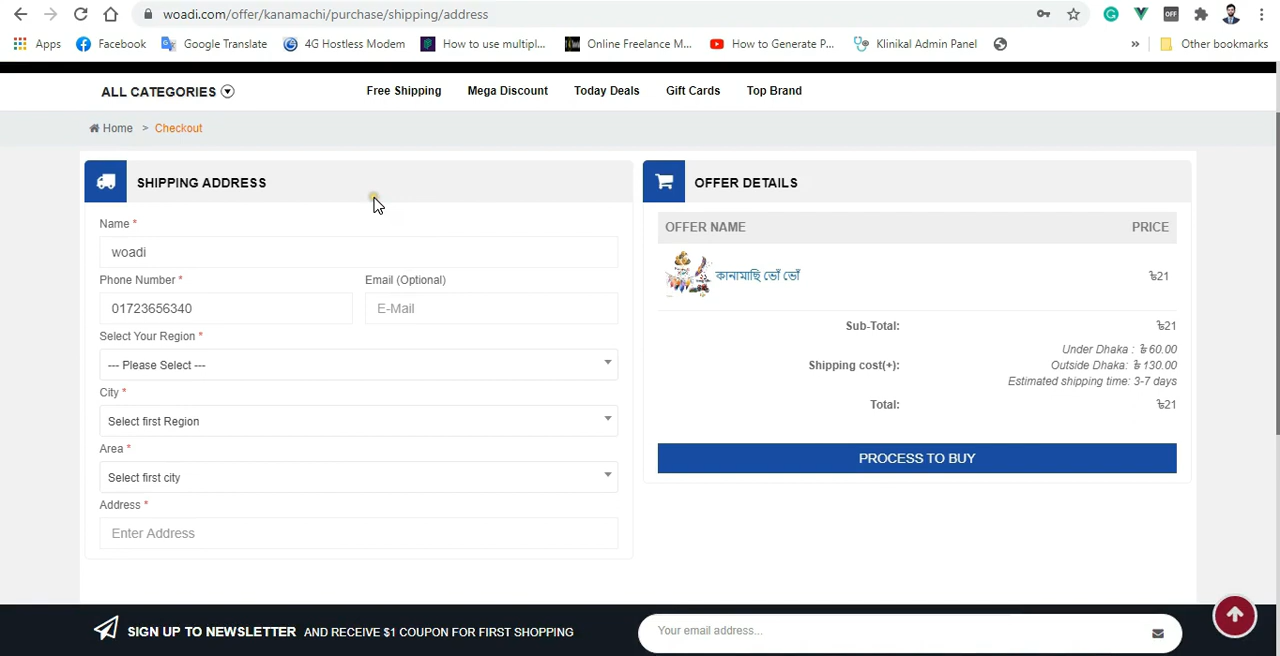 woadi.com/offer/kanamachi/purchase/shipping/address
OFF
Apps Facebook Google Translate 4G Hostless Modem How to use multipl... Online Freelance M... How to Generate P... Klinikal Admin Panel » Other bookmarks
ALL CATEGORIES Free Shipping Mega Discount Today Deals Gift Cards Top Brand
Home > Checkout
SHIPPING ADDRESS
Name *
woadi
Phone Number * Email (Optional)
01723656340 E-Mail
Select Your Region *
--- Please Select ---
City *
Select first Region
Area *
Select first city
Address *
Enter Address
OFFER DETAILS
OFFER NAME PRICE
কানামাছি ভোঁ ভোঁ ৳21
Sub-Total: ৳21
Shipping cost(+): Under Dhaka : ৳ 60.00
Outside Dhaka: ৳ 130.00
Estimated shipping time: 3-7 days
Total: ৳21
PROCESS TO BUY
SIGN UP TO NEWSLETTER AND RECEIVE $1 COUPON FOR FIRST SHOPPING
Your email address...